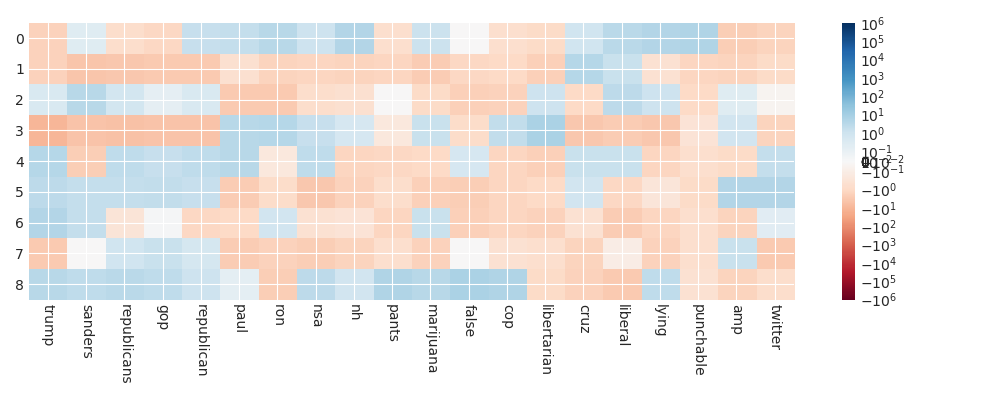 0
1
2
3
4
5
6
7
8
trump
sanders
republicans
gop
republican
paul
ron
nsa
nh
pants
marijuana
false
cop
libertarian
cruz
liberal
lying
punchable
amp
twitter
10^6
10^5
10^4
10^3
10^2
10^1
10^0
10^-1
−10^-1
−10^0
−10^1
−10^2
−10^3
−10^4
−10^5
−10^6